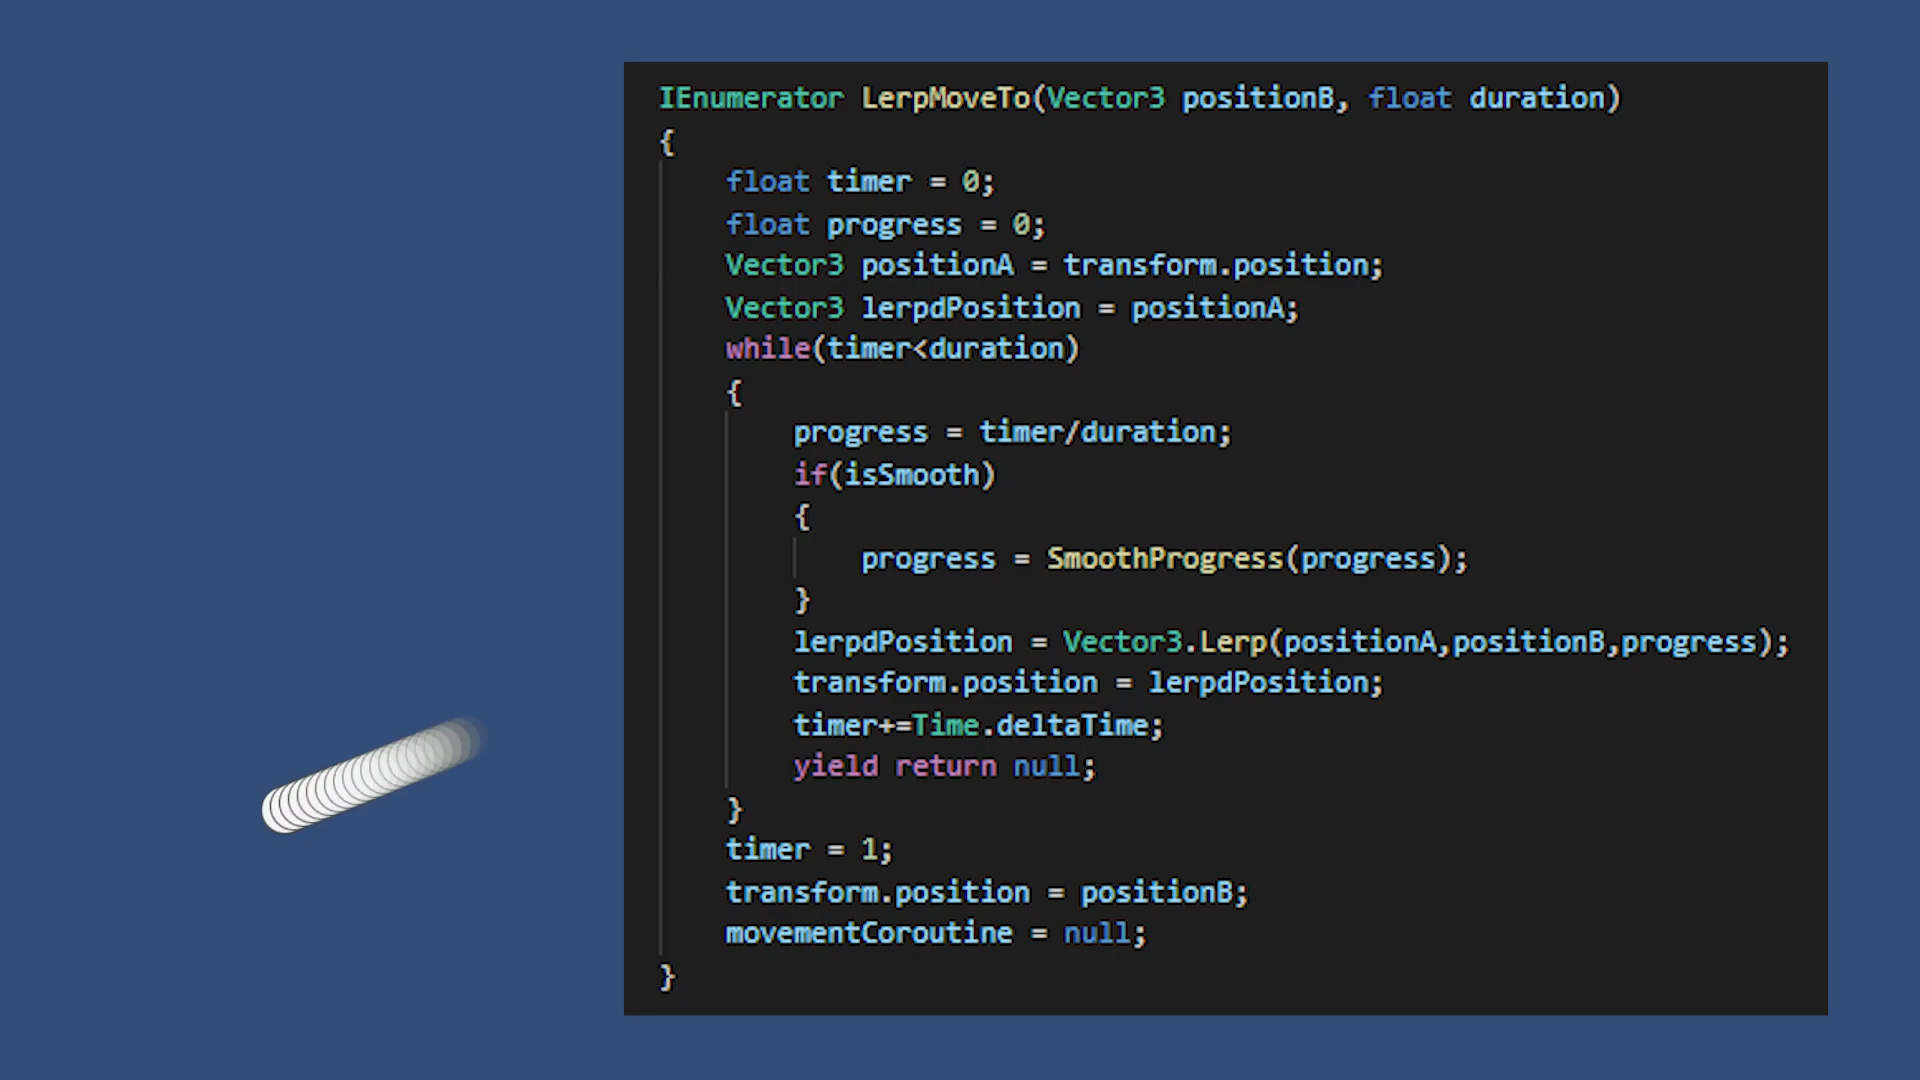 IEnumerator LerpMoveTo(Vector3 positionB, float duration)
{
float timer = 0;
float progress = 0;
Vector3 positionA = transform.position;
Vector3 lerpdPosition = positionA;
while(timer<duration)
{
progress = timer/duration;
if(isSmooth)
{
progress = SmoothProgress(progress);
}
lerpdPosition = Vector3.Lerp(positionA,positionB,progress);
transform.position = lerpdPosition;
timer+=Time.deltaTime;
yield return null;
}
timer = 1;
transform.position = positionB;
movementCoroutine = null;
}